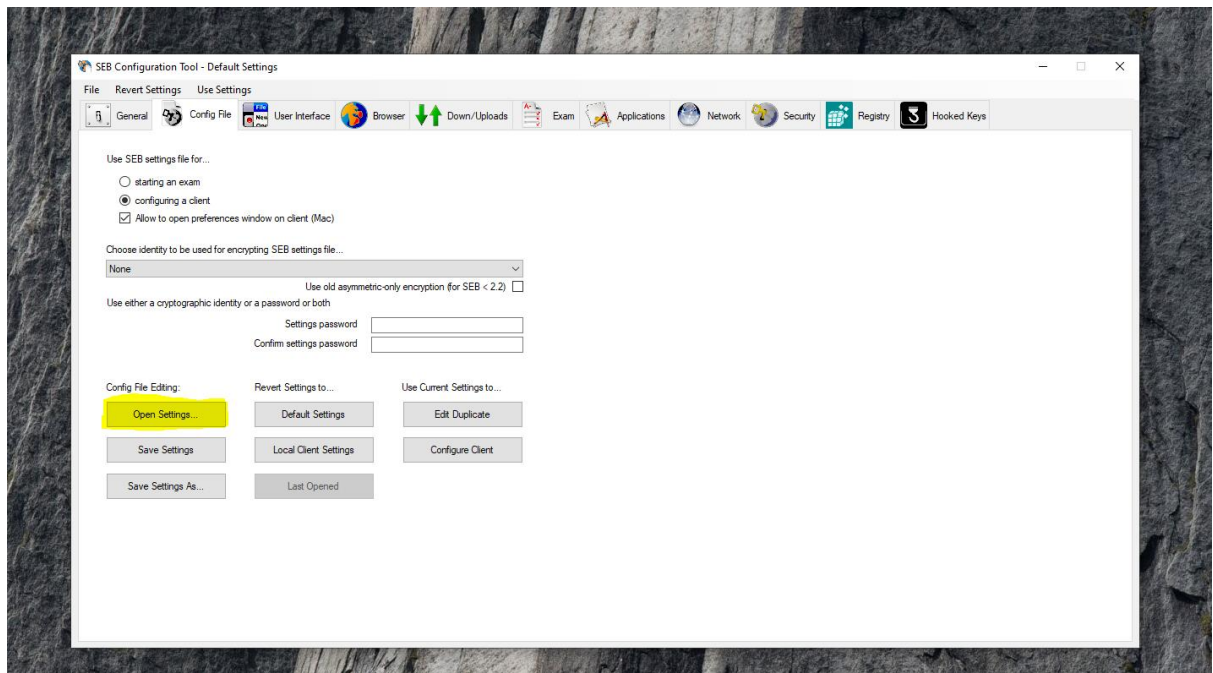 SEB Configuration Tool - Default Settings
File Revert Settings Use Settings
General Config File User Interface Browser Down/Uploads Exam Applications Network Security Registry Hooked Keys
Use SEB settings file for...
starting an exam
configuring a client
Allow to open preferences window on client (Mac)
Choose identity to be used for encrypting SEB settings file...
None
Use old asymmetric-only encryption (for SEB < 2.2)
Use either a cryptographic identity or a password or both
Settings password
Confirm settings password
Config File Editing: Revert Settings to... Use Current Settings to...
Open Settings... Default Settings Edit Duplicate
Save Settings Local Client Settings Configure Client
Save Settings As... Last Opened